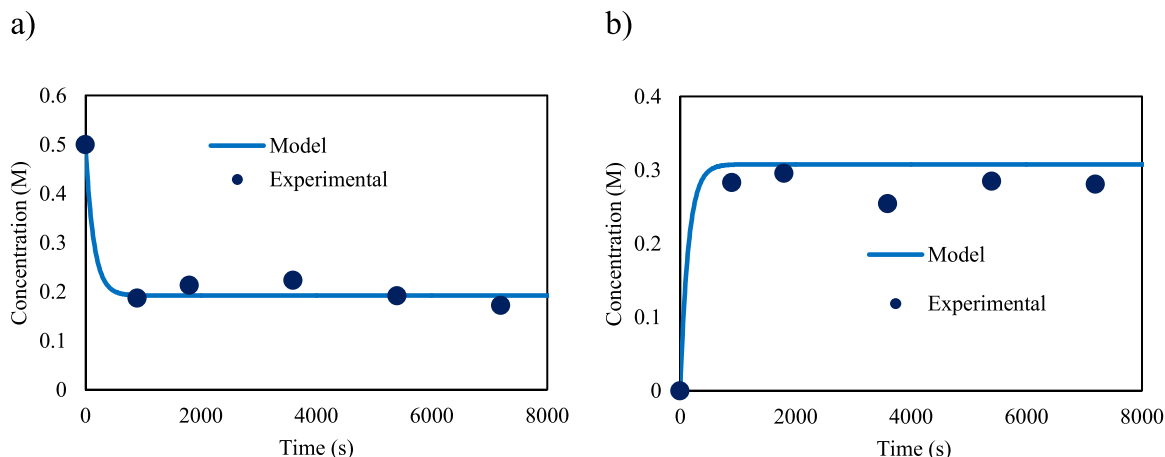 a)
0.6
0.5
0.4
0.3
0.2
0.1
0
Concentration (M)
Model
Experimental
0 2000 4000 6000 8000
Time (s)
b)
0.4
0.3
0.2
0.1
0
Concentration (M)
Model
Experimental
0 2000 4000 6000 8000
Time (s)